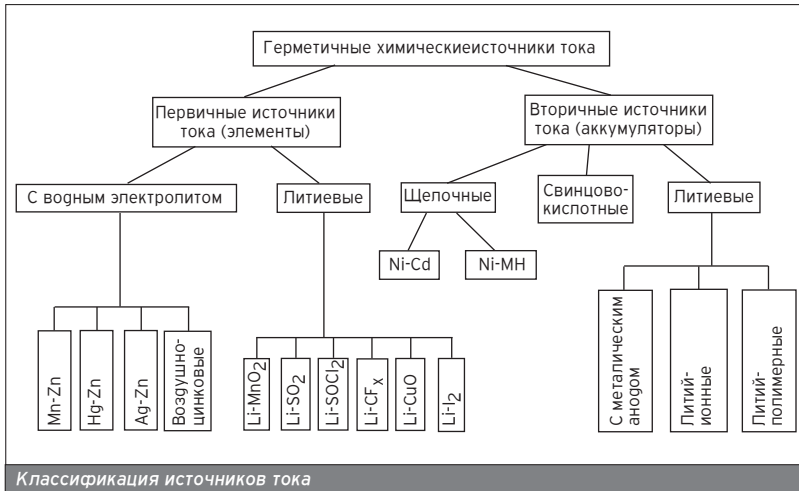 Герметичные химическиеисточники тока
Первичные источники
тока (элементы)
Вторичные источники
тока (аккумуляторы)
С водным электролитом
Литиевые
Щелочные
Свинцово-
кислотные
Литиевые
Ni-Cd
Ni-MH
Mn-Zn
Hg-Zn
Ag-Zn
Воздушно-
цинковые
Li-MnO₂
Li-SO₂
Li-SOCl₂
Li-CFₓ
Li-CuO
Li-I₂
С металическим
анодом
Литий-
ионные
Литий-
полимерные
Классификация источников тока